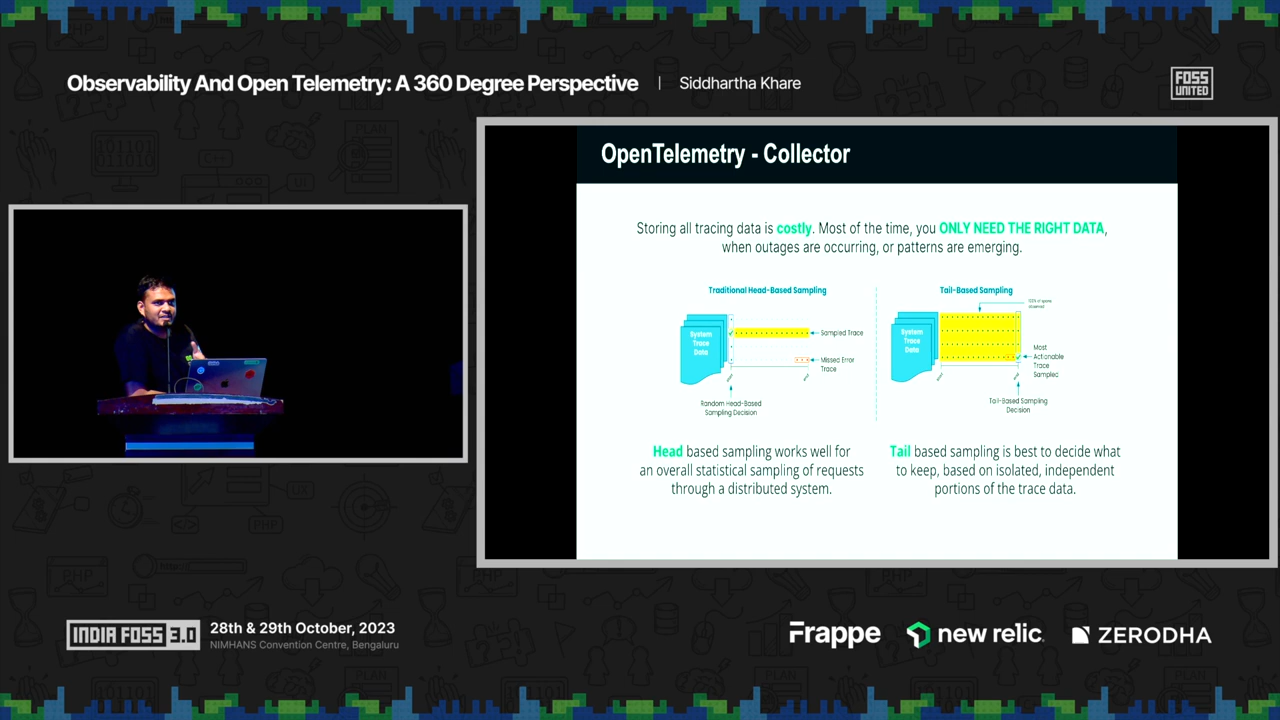 Observability And Open Telemetry: A 360 Degree Perspective | Siddhartha Khare
FOSS
UNITED
OpenTelemetry - Collector
Storing all tracing data is costly. Most of the time, you ONLY NEED THE RIGHT DATA,
when outages are occurring, or patterns are emerging.
Traditional Head-Based Sampling
System
Trace
Data
Sampled Trace
Missed Error
Trace
Random Head-Based
Sampling Decision
Tail-Based Sampling
System
Trace
Data
Most
Actionable
Trace
Sampled
Tail-Based Sampling
Decision
Head based sampling works well for
an overall statistical sampling of requests
through a distributed system.
Tail based sampling is best to decide what
to keep, based on isolated, independent
portions of the trace data.
INDIA FOSS 3.0
28th & 29th October, 2023
NIMHANS Convention Centre, Bengaluru
Frappe
new relic
ZERODHA